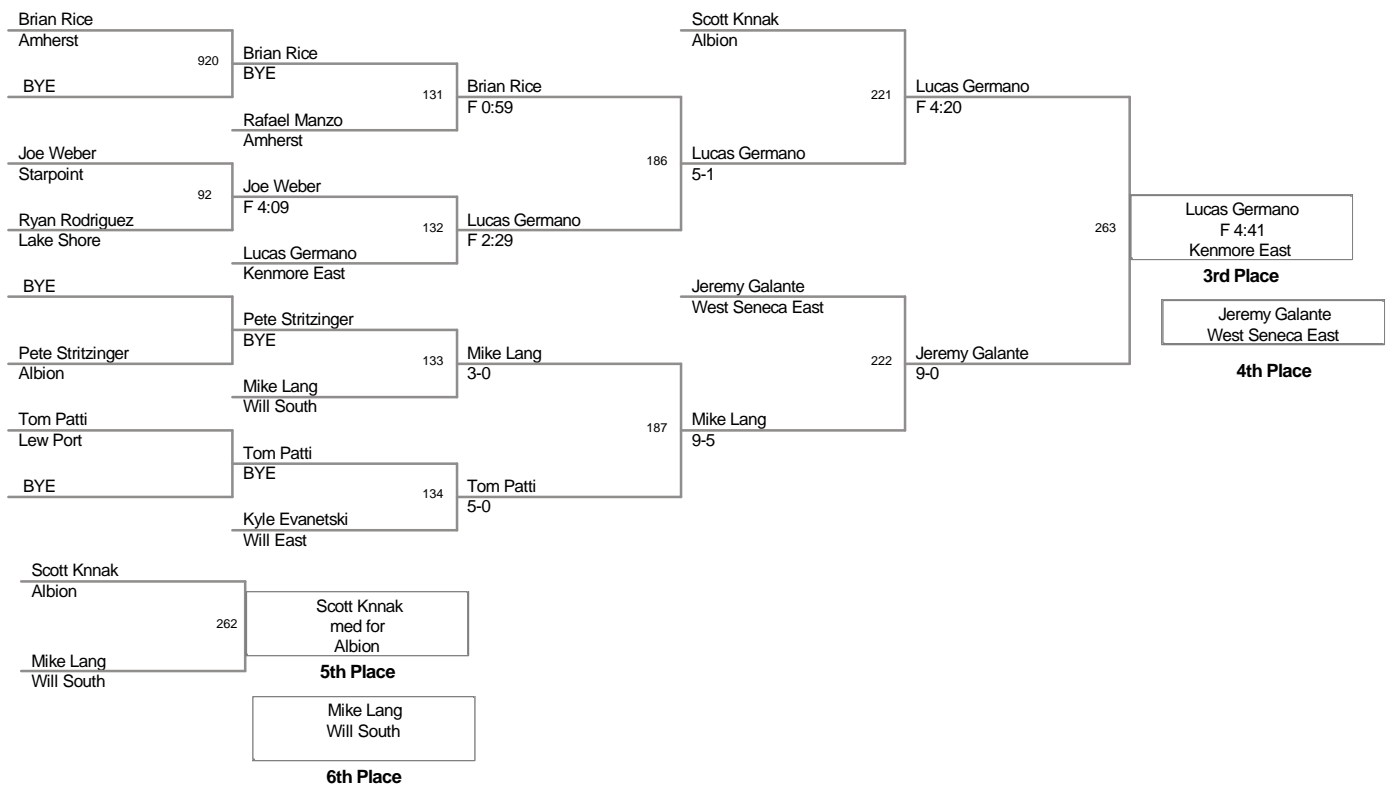 Brian Rice
Amherst
920
BYE
Brian Rice
BYE
131
Rafael Manzo
Amherst
Brian Rice
F 0:59
Joe Weber
Starpoint
92
Ryan Rodriguez
Lake Shore
Joe Weber
F 4:09
132
Lucas Germano
Kenmore East
Lucas Germano
F 2:29
186
Lucas Germano
5-1
Scott Knnak
Albion
221
Lucas Germano
F 4:20
BYE
Pete Stritzinger
Albion
Pete Stritzinger
BYE
133
Mike Lang
Will South
Mike Lang
3-0
Tom Patti
Lew Port
BYE
Tom Patti
BYE
134
Kyle Evanetski
Will East
Tom Patti
5-0
187
Mike Lang
9-5
Jeremy Galante
West Seneca East
222
Jeremy Galante
9-0
263
Lucas Germano
F 4:41
Kenmore East
3rd Place
Jeremy Galante
West Seneca East
4th Place
Scott Knnak
Albion
262
Mike Lang
Will South
Scott Knnak
med for
Albion
5th Place
Mike Lang
Will South
6th Place